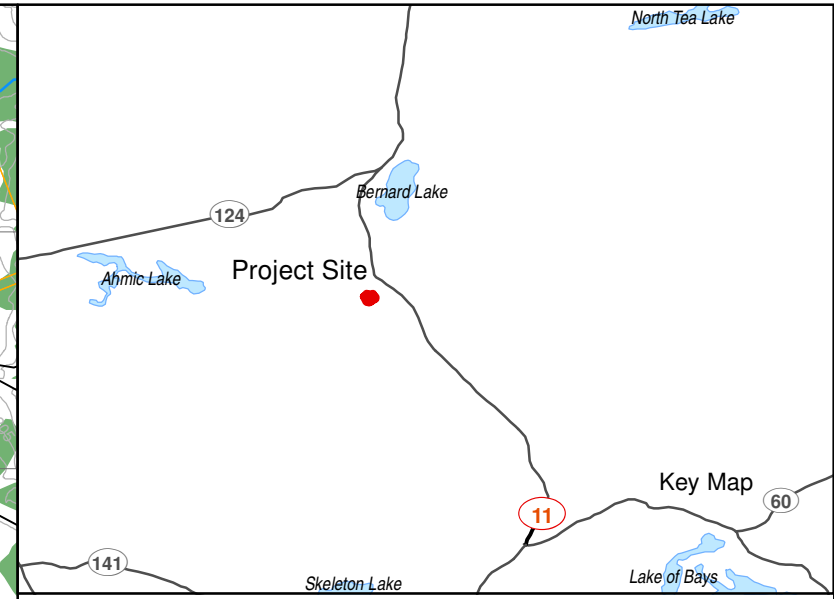 North Tea Lake
Bernard Lake
124
Project Site
Ahmic Lake
Key Map
60
11
141
Skeleton Lake
Lake of Bays